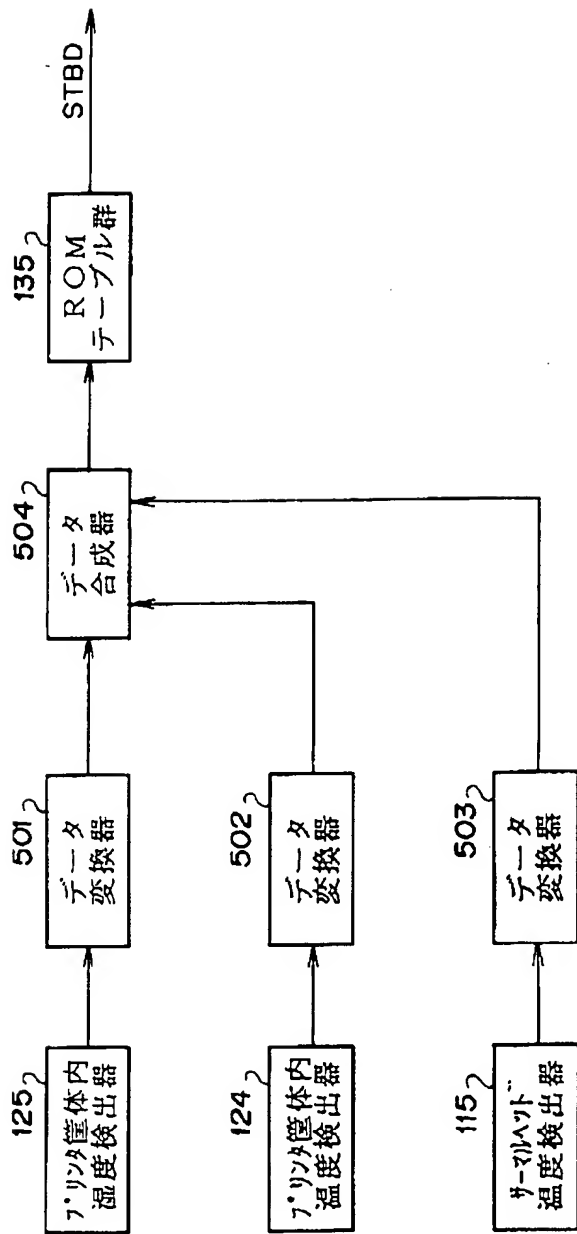 125
プリンタ筐体内
湿度検出器
501
データ
変換器
504
データ
合成器
135
ROM
テーブル群
STBD
124
プリンタ筐体内
温度検出器
502
データ
変換器
115
サーマルヘッド
温度検出器
503
データ
変換器